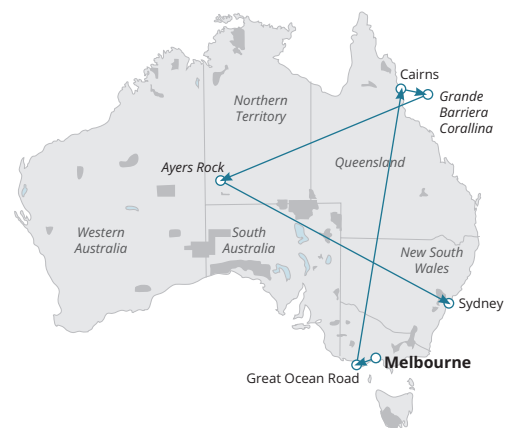 Cairns
Grande
Barriera
Corallina
Northern
Territory
Ayers Rock
Queensland
Western
Australia
South
Australia
New South
Wales
Sydney
Melbourne
Great Ocean Road